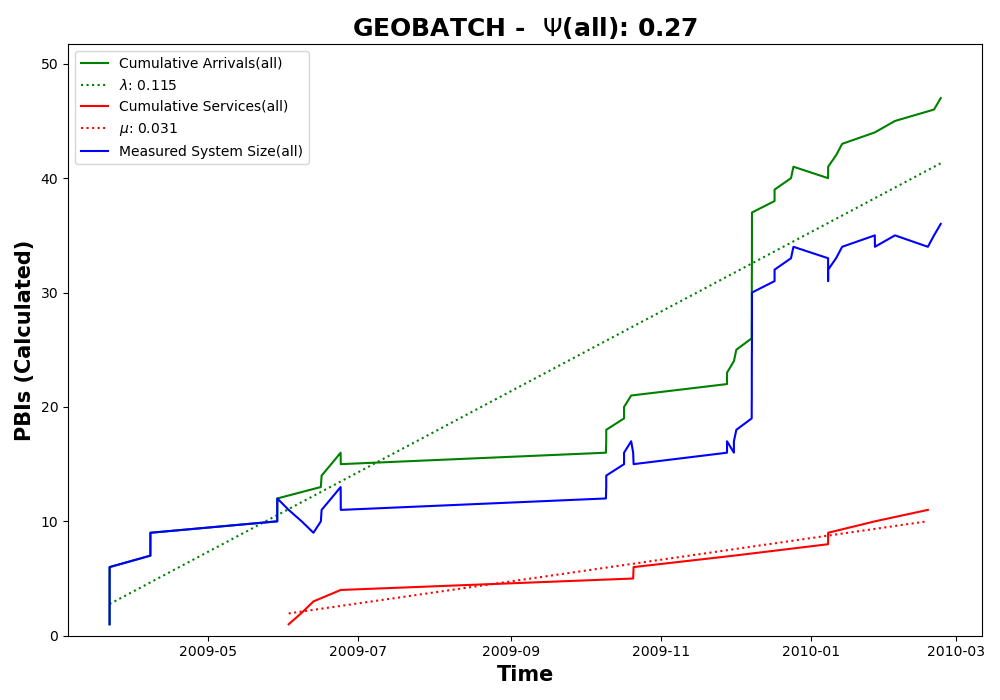 GEOBATCH -  Ψ(all): 0.27
Cumulative Arrivals(all)
λ: 0.115
Cumulative Services(all)
μ: 0.031
Measured System Size(all)
PBIs (Calculated)
50
40
30
20
10
0
2009-05 2009-07 2009-09 2009-11 2010-01 2010-03
Time